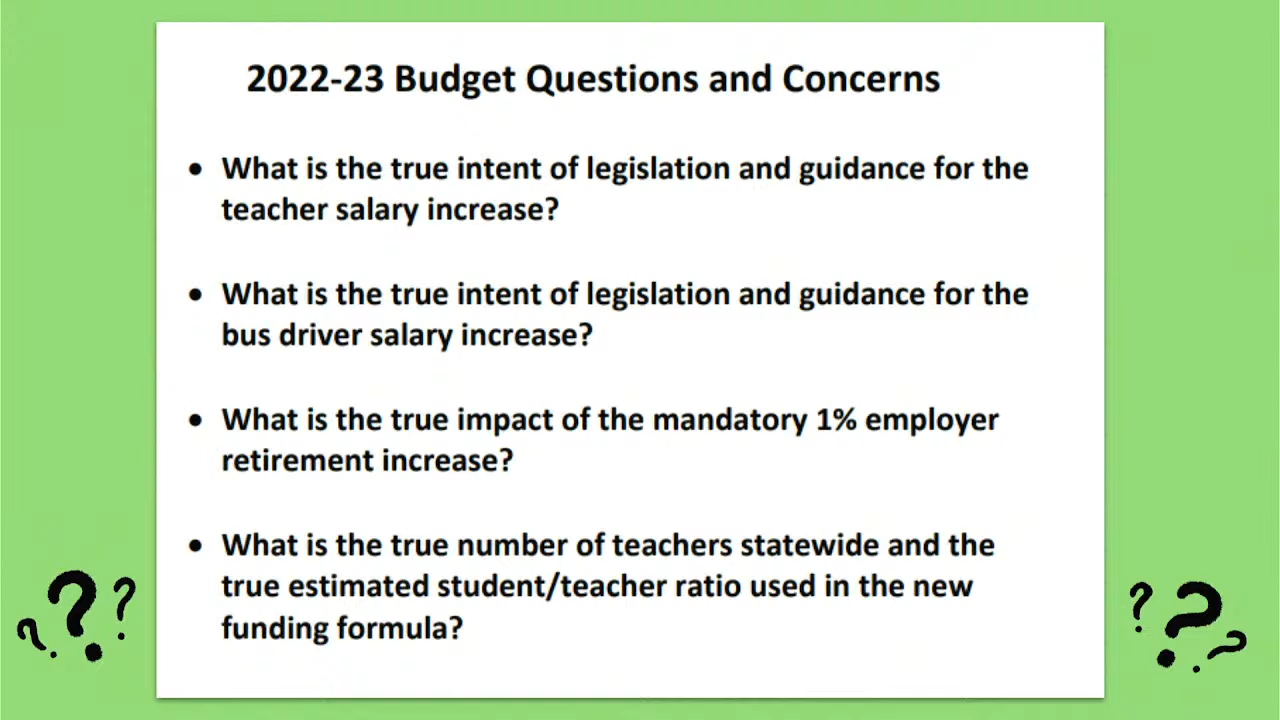 2022-23 Budget Questions and Concerns
• What is the true intent of legislation and guidance for the
teacher salary increase?
• What is the true intent of legislation and guidance for the
bus driver salary increase?
• What is the true impact of the mandatory 1% employer
retirement increase?
• What is the true number of teachers statewide and the
true estimated student/teacher ratio used in the new
funding formula?
???
???